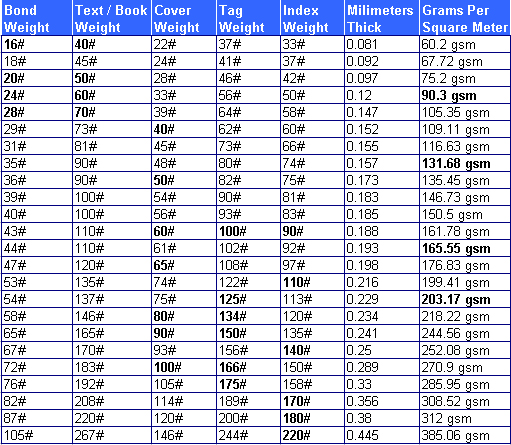 Bond Weight Text / Book Weight Cover Weight Tag Weight Index Weight Millimeters Thick Grams Per Square Meter
16# 40# 22# 37# 33# 0.081 60.2 gsm
18# 45# 24# 41# 37# 0.092 67.72 gsm
20# 50# 28# 46# 42# 0.097 75.2 gsm
24# 60# 33# 56# 50# 0.12 90.3 gsm
28# 70# 39# 64# 58# 0.147 105.35 gsm
29# 73# 40# 62# 60# 0.152 109.11 gsm
31# 81# 45# 73# 66# 0.155 116.63 gsm
35# 90# 48# 80# 74# 0.157 131.68 gsm
36# 90# 50# 82# 75# 0.173 135.45 gsm
39# 100# 54# 90# 81# 0.183 146.73 gsm
40# 100# 56# 93# 83# 0.185 150.5 gsm
43# 110# 60# 100# 90# 0.188 161.78 gsm
44# 110# 61# 102# 92# 0.193 165.55 gsm
47# 120# 65# 108# 97# 0.198 176.83 gsm
53# 135# 74# 122# 110# 0.216 199.41 gsm
54# 137# 75# 125# 113# 0.229 203.17 gsm
58# 146# 80# 134# 120# 0.234 218.22 gsm
65# 165# 90# 150# 135# 0.241 244.56 gsm
67# 170# 93# 156# 140# 0.25 252.08 gsm
72# 183# 100# 166# 150# 0.289 270.9 gsm
76# 192# 105# 175# 158# 0.33 285.95 gsm
82# 208# 114# 189# 170# 0.356 308.52 gsm
87# 220# 120# 200# 180# 0.38 312 gsm
105# 267# 146# 244# 220# 0.445 385.06 gsm